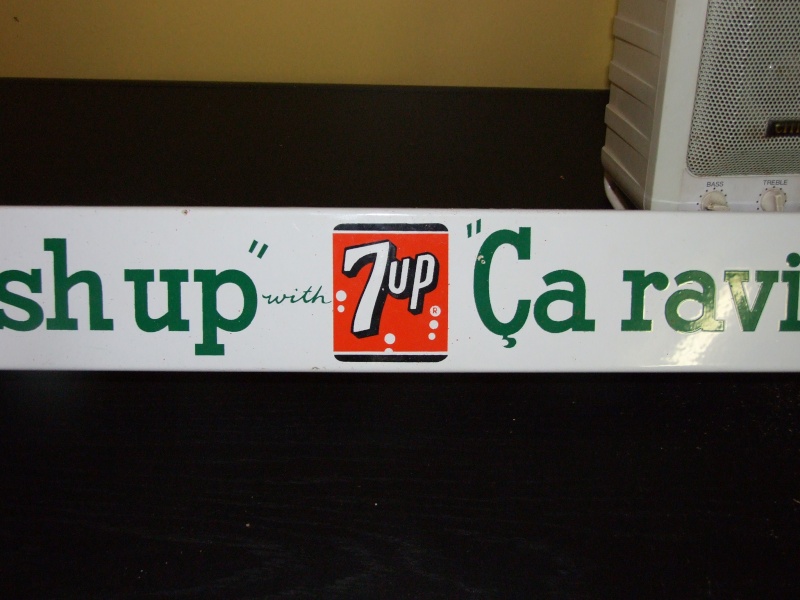 sh up" with 7up ® "Ça ravi
BASS TREBLE